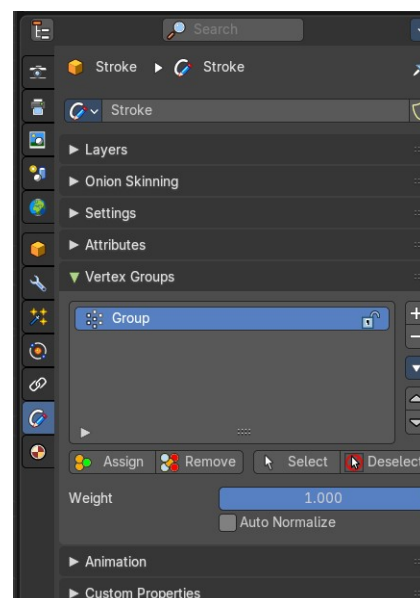 Search
Stroke Stroke
Stroke
Layers
Onion Skinning
Settings
Attributes
Vertex Groups
Group
Assign Remove Select Deselect
Weight 1.000
Auto Normalize
Animation
Custom Properties